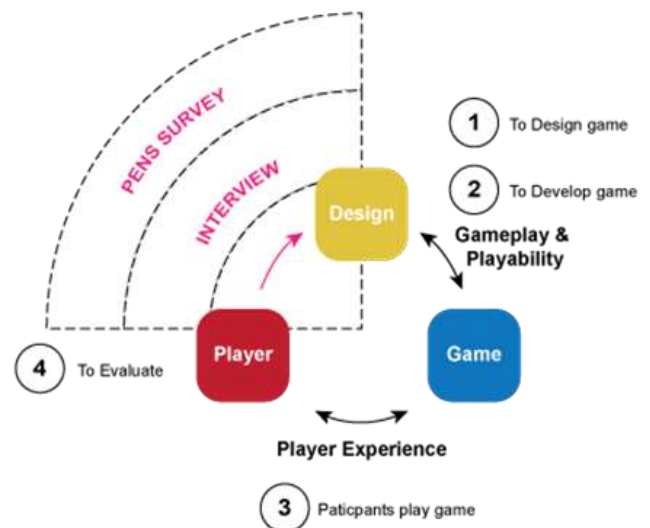 PENS SURVEY
INTERVIEW
1 To Design game
2 To Develop game
Design
Gameplay &
Playability
Player
Game
4 To Evaluate
Player Experience
3 Paticpants play game